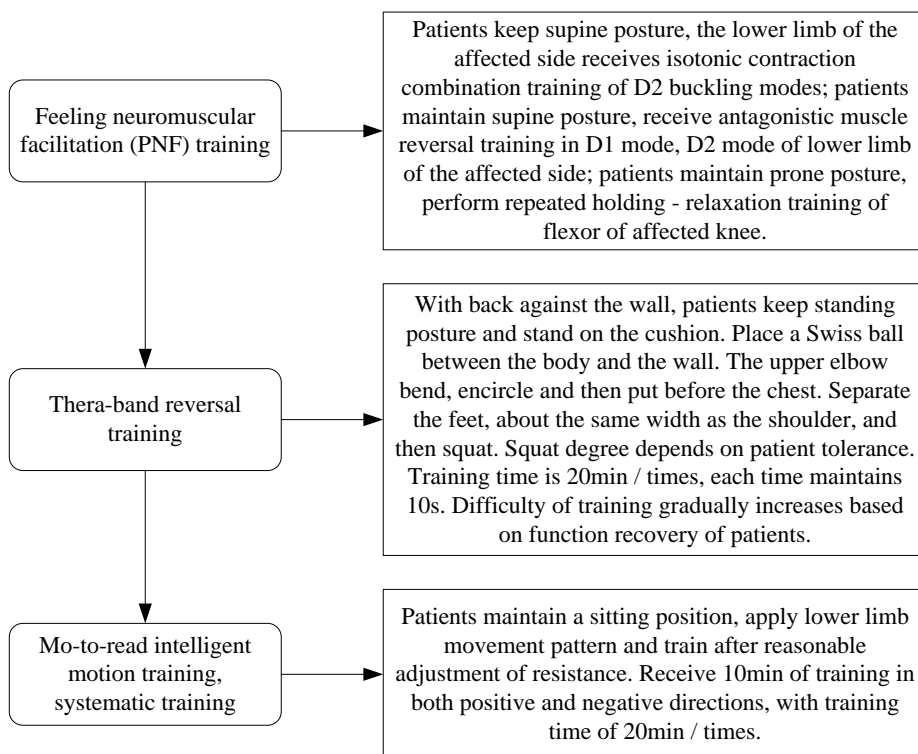 Feeling neuromuscular
facilitation (PNF) training
Patients keep supine posture, the lower limb of the
affected side receives isotonic contraction
combination training of D2 buckling modes; patients
maintain supine posture, receive antagonistic muscle
reversal training in D1 mode, D2 mode of lower limb
of the affected side; patients maintain prone posture,
perform repeated holding - relaxation training of
flexor of affected knee.
Thera-band reversal
training
With back against the wall, patients keep standing
posture and stand on the cushion. Place a Swiss ball
between the body and the wall. The upper elbow
bend, encircle and then put before the chest. Separate
the feet, about the same width as the shoulder, and
then squat. Squat degree depends on patient tolerance.
Training time is 20min / times, each time maintains
10s. Difficulty of training gradually increases based
on function recovery of patients.
Mo-to-read intelligent
motion training,
systematic training
Patients maintain a sitting position, apply lower limb
movement pattern and train after reasonable
adjustment of resistance. Receive 10min of training in
both positive and negative directions, with training
time of 20min / times.